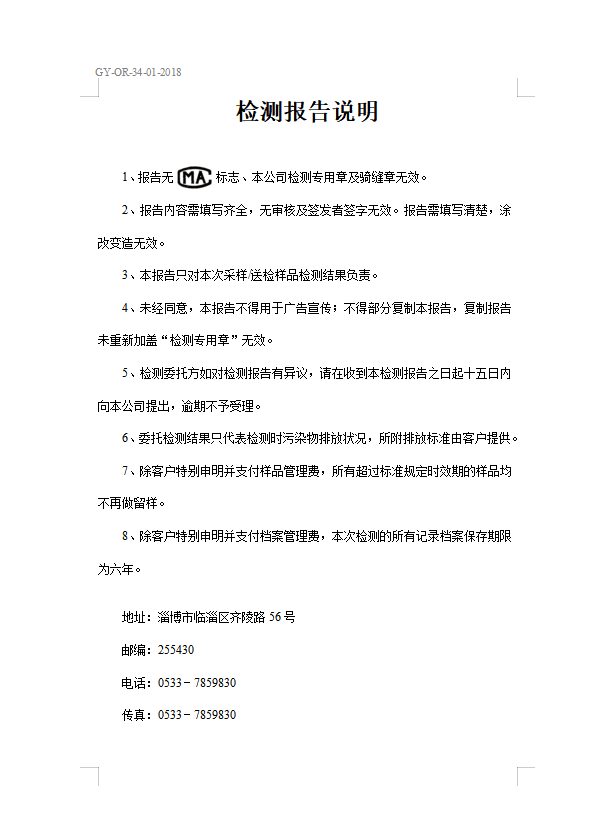 GY-OR-34-01-2018
检测报告说明
1、报告无 MA 标志、本公司检测专用章及骑缝章无效。
2、报告内容需填写齐全，无审核及签发者签字无效。报告需填写清楚，涂
改变造无效。
3、本报告只对本次采样/送检样品检测结果负责。
4、未经同意，本报告不得用于广告宣传；不得部分复制本报告，复制报告
未重新加盖“检测专用章”无效。
5、检测委托方如对检测报告有异议，请在收到本检测报告之日起十五日内
向本公司提出，逾期不予受理。
6、委托检测结果只代表检测时污染物排放状况，所附排放标准由客户提供。
7、除客户特别申明并支付样品管理费，所有超过标准规定时效期的样品均
不再做留样。
8、除客户特别申明并支付档案管理费，本次检测的所有记录档案保存期限
为六年。
地址：淄博市临淄区齐陵路 56 号
邮编：255430
电话：0533－7859830
传真：0533－7859830